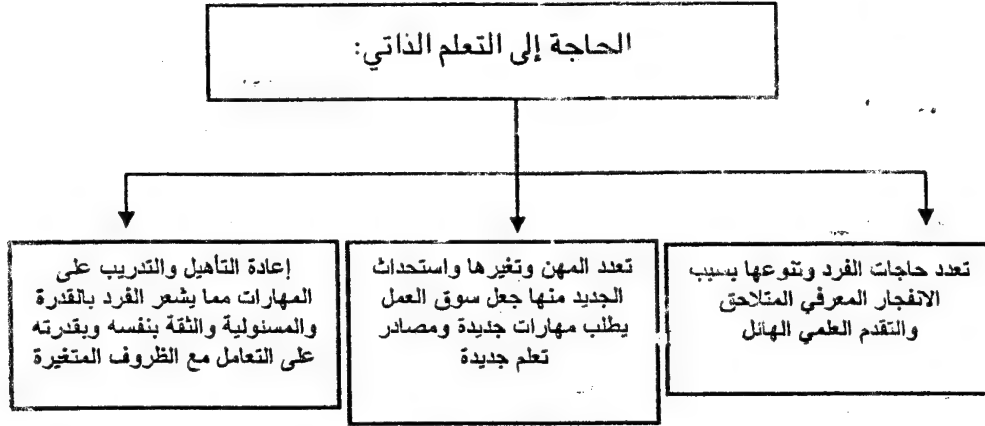 الحاجة إلى التعلم الذاتي:
تعدد حاجات الفرد وتنوعها بسبب
الانفجار المعرفي المتلاحق
والتقدم العلمي الهائل
تعدد المهن وتغيرها واستحداث
الجديد منها جعل سوق العمل
يطلب مهارات جديدة ومصادر
تعلم جديدة
إعادة التأهيل والتدريب على
المهارات مما يشعر الفرد بالقدرة
والمسئولية والثقة بنفسه وبقدرته
على التعامل مع الظروف المتغيرة